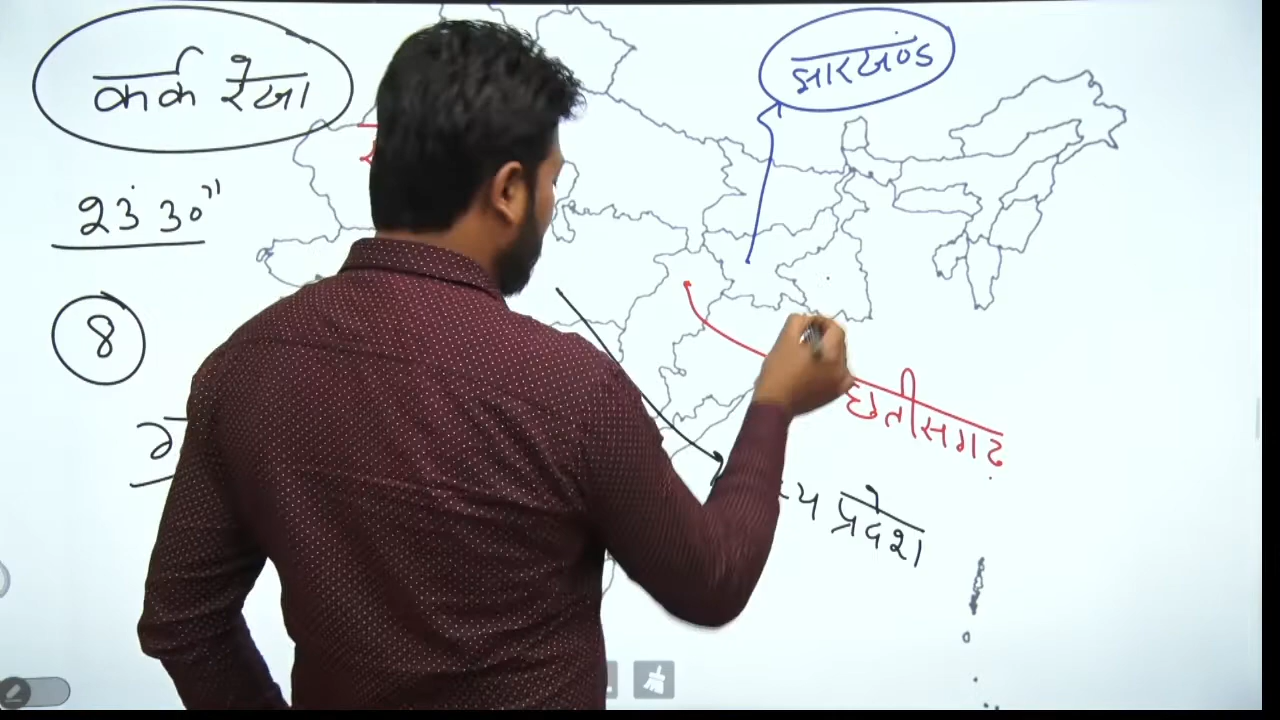 कर्क रेखा
झारखंड
23° 30"
8
छत्तीसगढ
प्रदेश